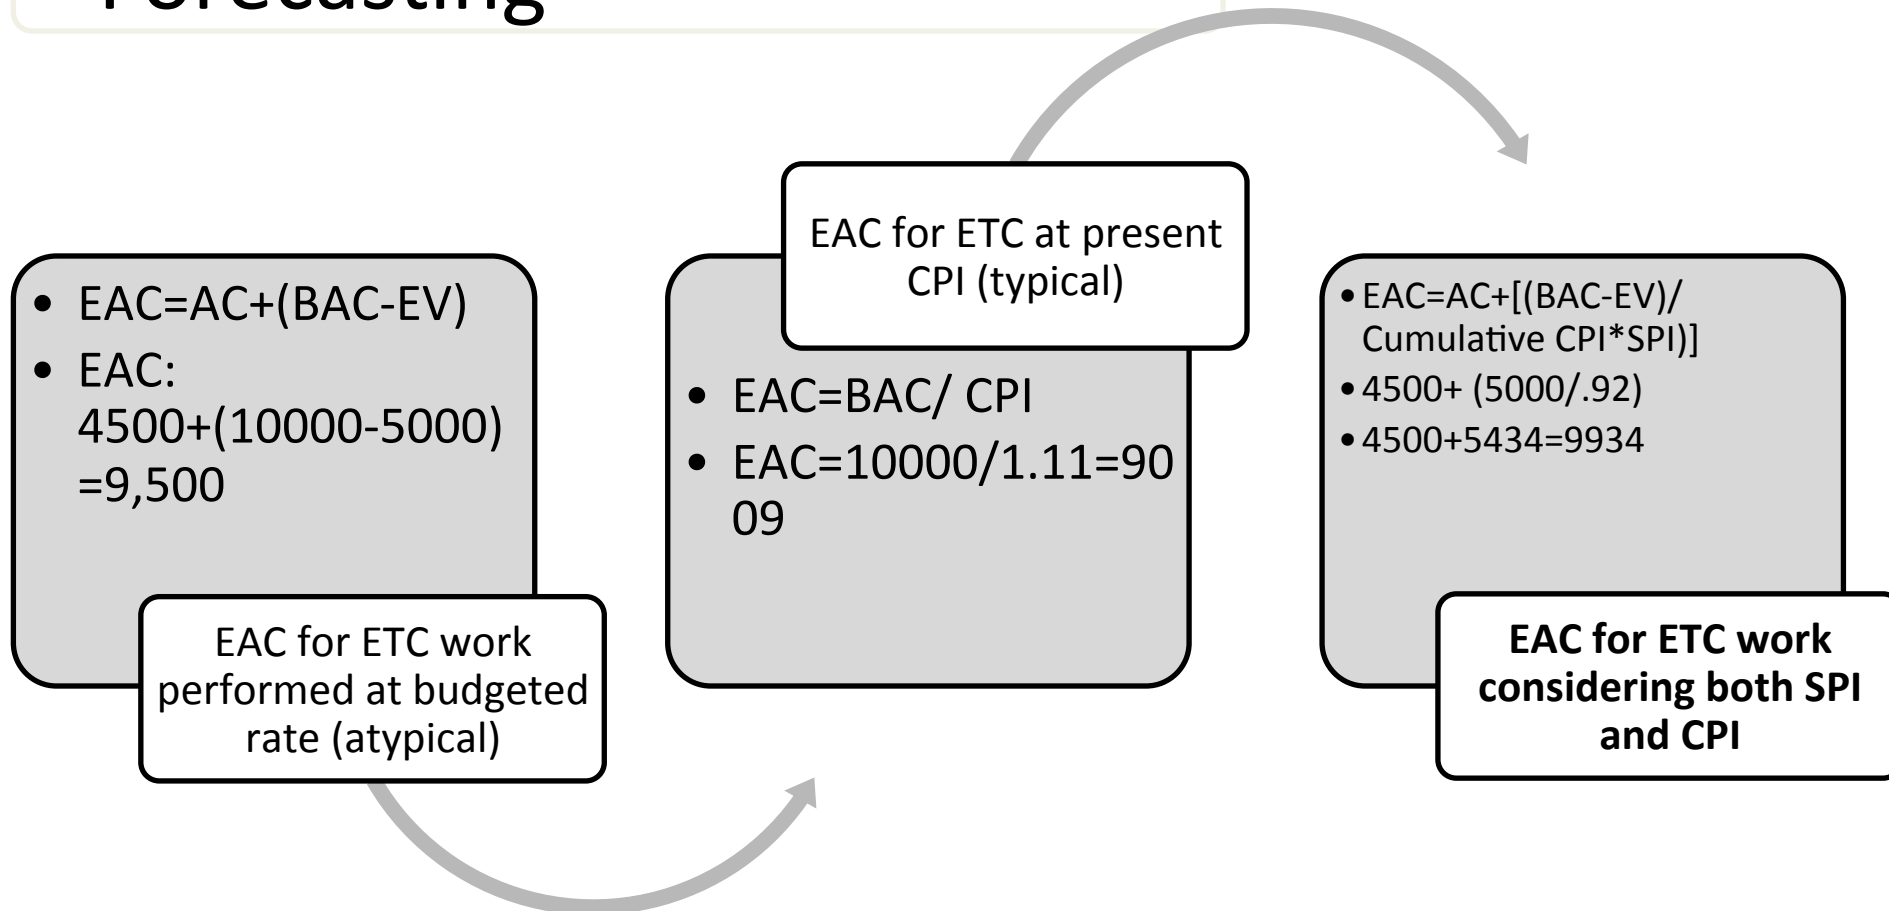 Forecasting
• EAC=AC+(BAC-EV)
• EAC:
4500+(10000-5000)
=9,500
EAC for ETC work
performed at budgeted
rate (atypical)
EAC for ETC at present
CPI (typical)
• EAC=BAC/ CPI
• EAC=10000/1.11=90
09
• EAC=AC+[(BAC-EV)/
Cumulative CPI*SPI)]
• 4500+ (5000/.92)
• 4500+5434=9934
EAC for ETC work
considering both SPI
and CPI